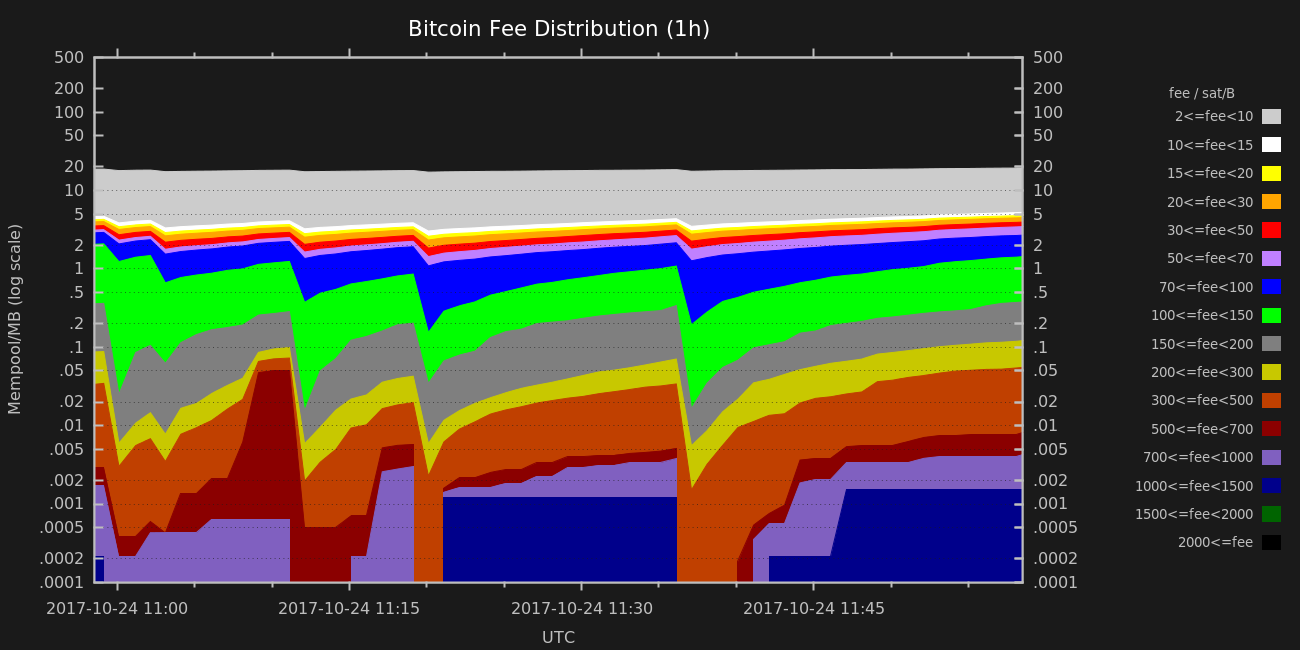 Bitcoin Fee Distribution (1h)
Mempool/MB (log scale)
500
200
100
50
20
10
5
2
1
.5
.2
.1
.05
.02
.01
.005
.002
.001
.0005
.0002
.0001
500
200
100
50
20
10
5
2
1
.5
.2
.1
.05
.02
.01
.005
.002
.001
.0005
.0002
.0001
fee / sat/B
2<=fee<10
10<=fee<15
15<=fee<20
20<=fee<30
30<=fee<50
50<=fee<70
70<=fee<100
100<=fee<150
150<=fee<200
200<=fee<300
300<=fee<500
500<=fee<700
700<=fee<1000
1000<=fee<1500
1500<=fee<2000
2000<=fee
2017-10-24 11:00 2017-10-24 11:15 2017-10-24 11:30 2017-10-24 11:45
UTC